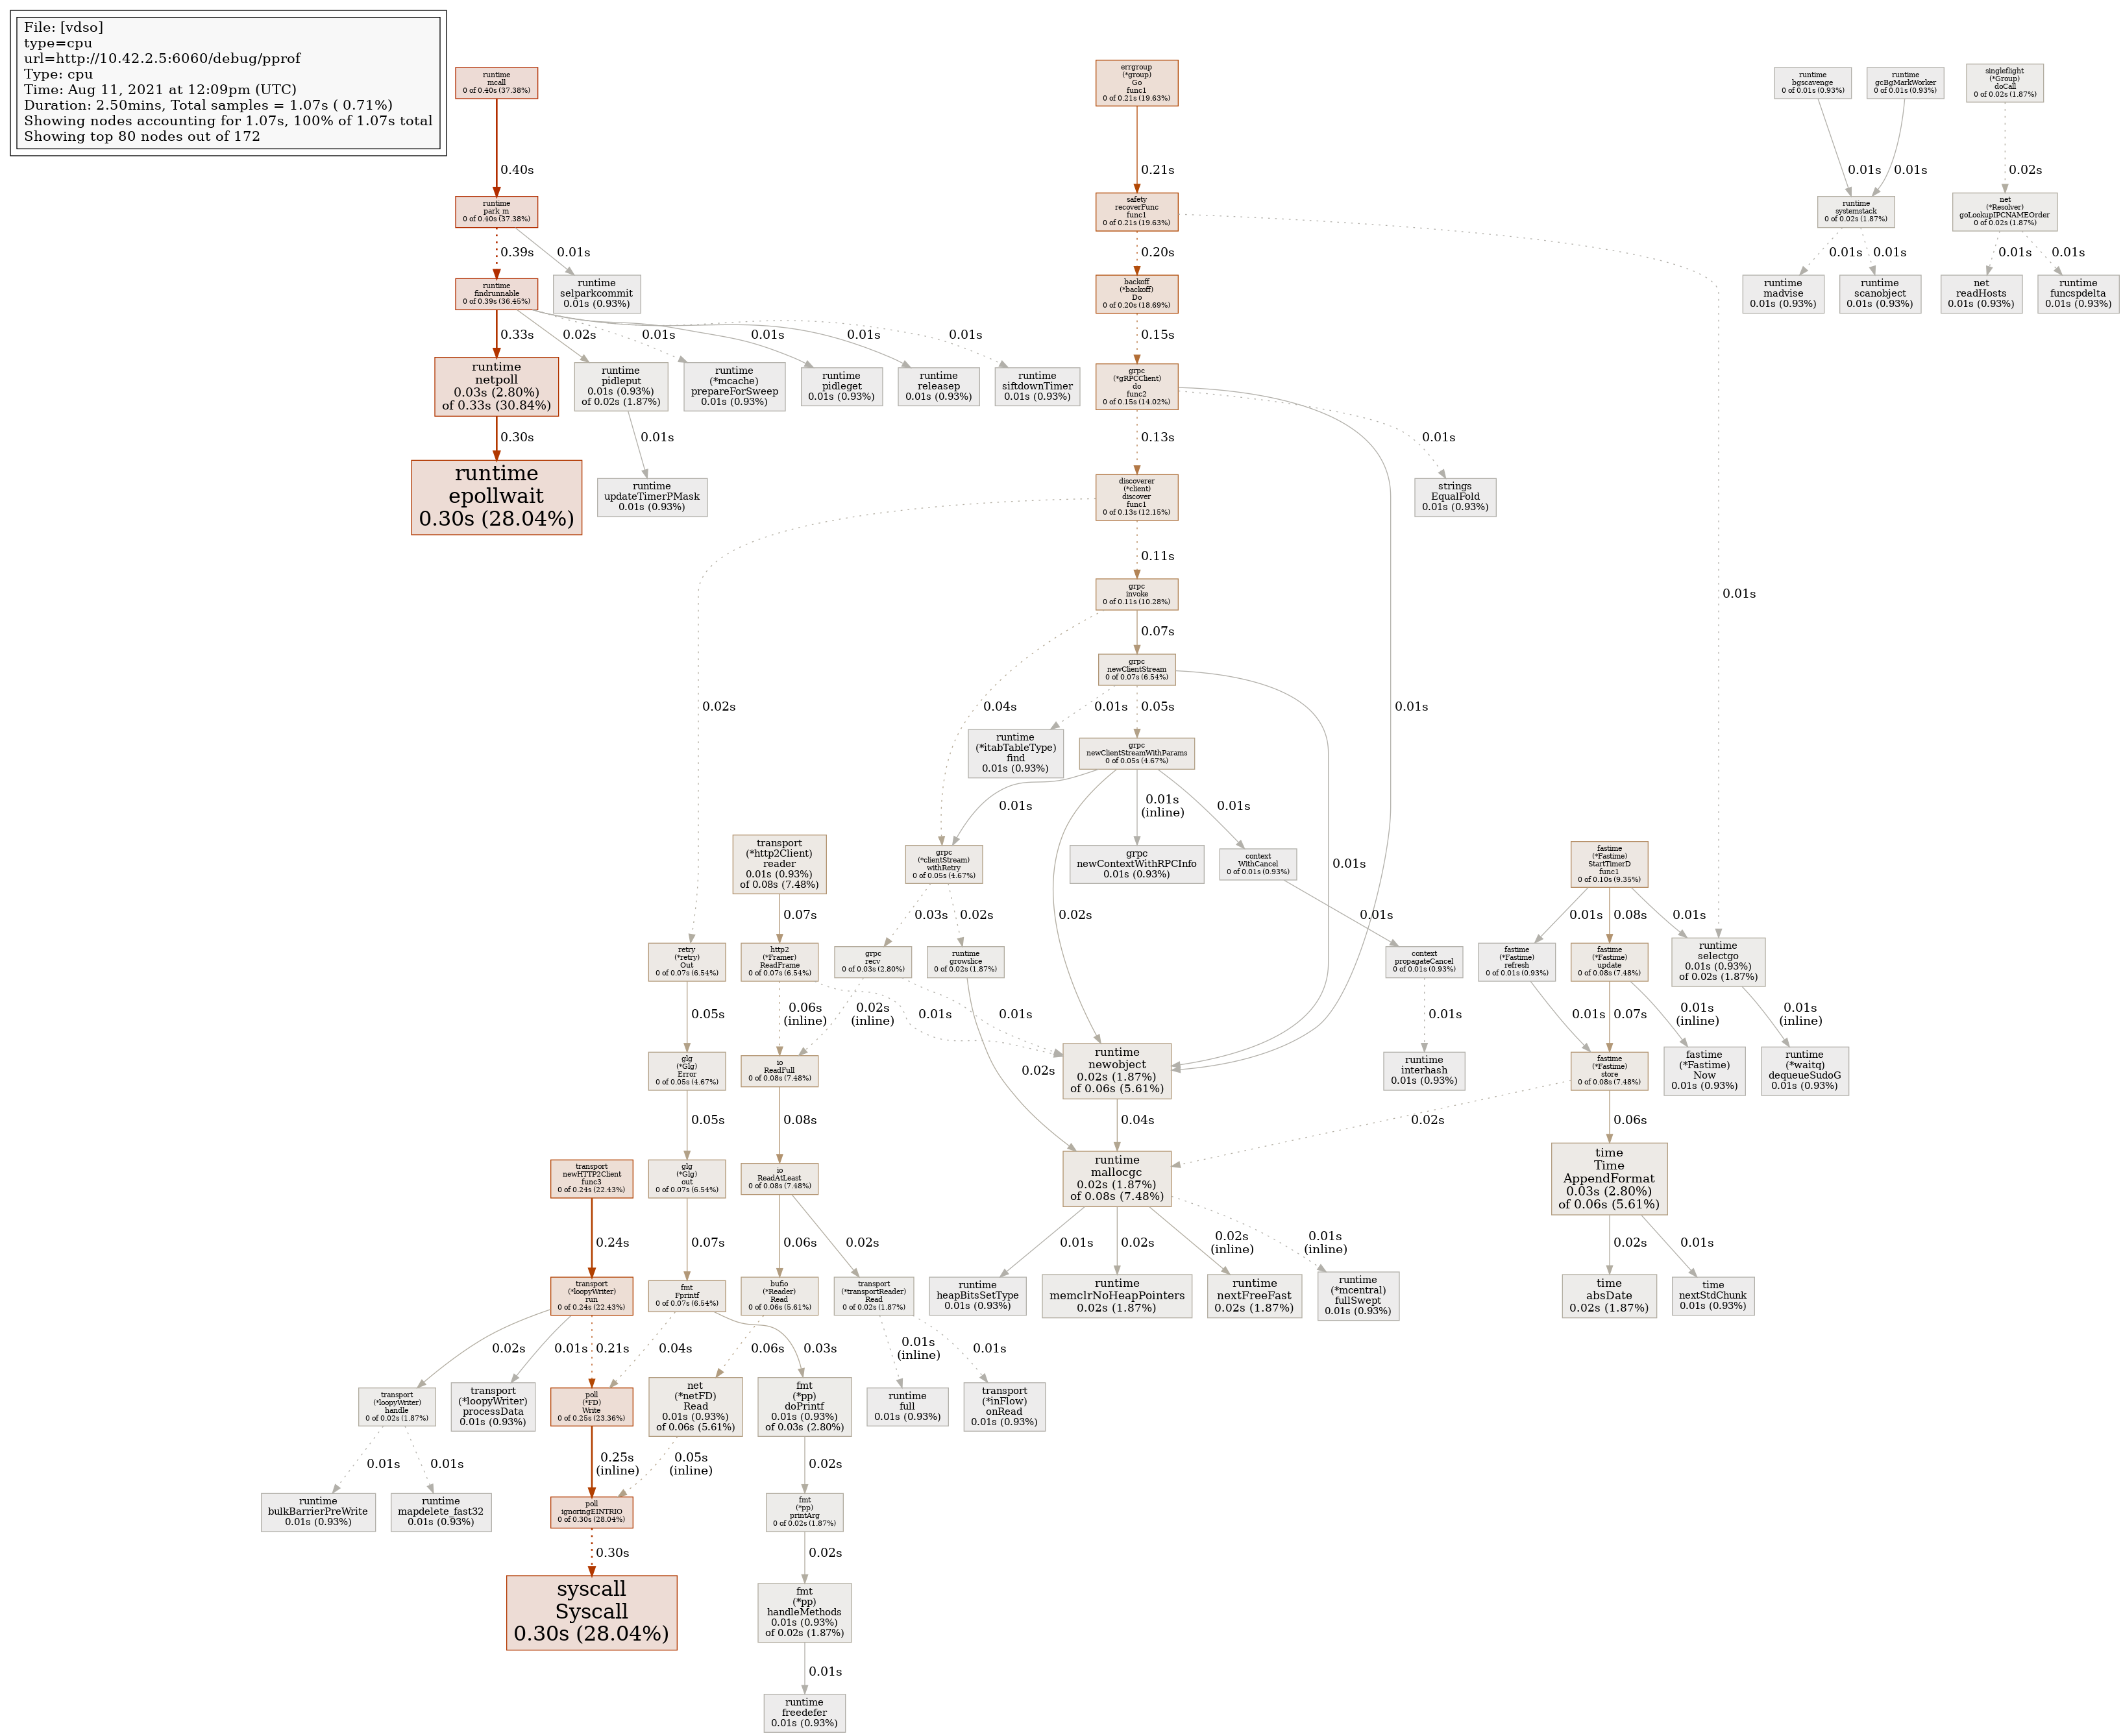 File: [vdso]
type=cpu
url=http://10.42.2.5:6060/debug/pprof
Type: cpu
Time: Aug 11, 2021 at 12:09pm (UTC)
Duration: 2.50mins, Total samples = 1.07s ( 0.71%)
Showing nodes accounting for 1.07s, 100% of 1.07s total
Showing top 80 nodes out of 172
runtime
mcall
0 of 0.40s (37.38%)
errgroup
(*group)
Go
func1
0 of 0.21s (19.63%)
runtime
bgscavenge
0 of 0.01s (0.93%)
runtime
gcBgMarkWorker
0 of 0.01s (0.93%)
singleflight
(*Group)
doCall
0 of 0.02s (1.87%)
0.40s
0.21s
0.01s
0.01s
0.02s
runtime
park_m
0 of 0.40s (37.38%)
safety
recoverFunc
func1
0 of 0.21s (19.63%)
runtime
systemstack
0 of 0.02s (1.87%)
net
(*Resolver)
goLookupIPCNAMEOrder
0 of 0.02s (1.87%)
0.39s
0.01s
0.20s
0.01s
0.01s
0.01s
0.01s
runtime
findrunnable
0 of 0.39s (36.45%)
runtime
selparkcommit
0.01s (0.93%)
backoff
(*backoff)
Do
0 of 0.20s (18.69%)
runtime
madvise
0.01s (0.93%)
runtime
scanobject
0.01s (0.93%)
net
readHosts
0.01s (0.93%)
runtime
funcspdelta
0.01s (0.93%)
0.33s
0.02s
0.01s
0.01s
0.01s
0.01s
0.15s
runtime
netpoll
0.03s (2.80%)
of 0.33s (30.84%)
runtime
pidleput
0.01s (0.93%)
of 0.02s (1.87%)
runtime
(*mcache)
prepareForSweep
0.01s (0.93%)
runtime
pidleget
0.01s (0.93%)
runtime
releasep
0.01s (0.93%)
runtime
siftdownTimer
0.01s (0.93%)
grpc
(*gRPCClient)
do
func2
0 of 0.15s (14.02%)
0.30s
0.01s
0.13s
0.01s
runtime
epollwait
0.30s (28.04%)
runtime
updateTimerPMask
0.01s (0.93%)
discoverer
(*client)
discover
func1
0 of 0.13s (12.15%)
strings
EqualFold
0.01s (0.93%)
0.11s
grpc
invoke
0 of 0.11s (10.28%)
0.01s
0.07s
grpc
newClientStream
0 of 0.07s (6.54%)
0.02s
0.04s
0.01s
0.05s
0.01s
runtime
(*itabTableType)
find
0.01s (0.93%)
grpc
newClientStreamWithParams
0 of 0.05s (4.67%)
0.01s
0.01s
(inline)
0.01s
transport
(*http2Client)
reader
0.01s (0.93%)
of 0.08s (7.48%)
grpc
(*clientStream)
withRetry
0 of 0.05s (4.67%)
grpc
newContextWithRPCInfo
0.01s (0.93%)
context
WithCancel
0 of 0.01s (0.93%)
0.01s
fastime
(*Fastime)
StartTimerD
func1
0 of 0.10s (9.35%)
0.07s
0.03s
0.02s
0.02s
0.01s
0.01s
0.08s
0.01s
retry
(*retry)
Out
0 of 0.07s (6.54%)
http2
(*Framer)
ReadFrame
0 of 0.07s (6.54%)
grpc
recv
0 of 0.03s (2.80%)
runtime
growslice
0 of 0.02s (1.87%)
context
propagateCancel
0 of 0.01s (0.93%)
fastime
(*Fastime)
refresh
0 of 0.01s (0.93%)
fastime
(*Fastime)
update
0 of 0.08s (7.48%)
runtime
selectgo
0.01s (0.93%)
of 0.02s (1.87%)
0.05s
0.06s
(inline)
0.02s
(inline)
0.01s
0.01s
0.01s
0.01s
0.07s
0.01s
(inline)
0.01s
(inline)
glg
(*Glg)
Error
0 of 0.05s (4.67%)
io
ReadFull
0 of 0.08s (7.48%)
0.02s
runtime
newobject
0.02s (1.87%)
of 0.06s (5.61%)
runtime
interhash
0.01s (0.93%)
fastime
(*Fastime)
store
0 of 0.08s (7.48%)
fastime
(*Fastime)
Now
0.01s (0.93%)
runtime
(*waitq)
dequeueSudoG
0.01s (0.93%)
0.05s
0.08s
0.04s
0.02s
0.06s
transport
newHTTP2Client
func3
0 of 0.24s (22.43%)
glg
(*Glg)
out
0 of 0.07s (6.54%)
io
ReadAtLeast
0 of 0.08s (7.48%)
runtime
mallocgc
0.02s (1.87%)
of 0.08s (7.48%)
time
Time
AppendFormat
0.03s (2.80%)
of 0.06s (5.61%)
0.24s
0.07s
0.06s
0.02s
0.01s
0.02s
0.02s
(inline)
0.01s
(inline)
0.02s
0.01s
transport
(*loopyWriter)
run
0 of 0.24s (22.43%)
fmt
Fprintf
0 of 0.07s (6.54%)
bufio
(*Reader)
Read
0 of 0.06s (5.61%)
transport
(*transportReader)
Read
0 of 0.02s (1.87%)
runtime
heapBitsSetType
0.01s (0.93%)
runtime
memclrNoHeapPointers
0.02s (1.87%)
runtime
nextFreeFast
0.02s (1.87%)
runtime
(*mcentral)
fullSwept
0.01s (0.93%)
time
absDate
0.02s (1.87%)
time
nextStdChunk
0.01s (0.93%)
0.02s
0.01s
0.21s
0.04s
0.06s
0.03s
0.01s
(inline)
0.01s
transport
(*loopyWriter)
handle
0 of 0.02s (1.87%)
transport
(*loopyWriter)
processData
0.01s (0.93%)
poll
(*FD)
Write
0 of 0.25s (23.36%)
net
(*netFD)
Read
0.01s (0.93%)
of 0.06s (5.61%)
fmt
(*pp)
doPrintf
0.01s (0.93%)
of 0.03s (2.80%)
runtime
full
0.01s (0.93%)
transport
(*inFlow)
onRead
0.01s (0.93%)
0.01s
0.01s
0.25s
(inline)
0.05s
(inline)
0.02s
runtime
bulkBarrierPreWrite
0.01s (0.93%)
runtime
mapdelete_fast32
0.01s (0.93%)
poll
ignoringEINTRIO
0 of 0.30s (28.04%)
fmt
(*pp)
printArg
0 of 0.02s (1.87%)
0.30s
0.02s
syscall
Syscall
0.30s (28.04%)
fmt
(*pp)
handleMethods
0.01s (0.93%)
of 0.02s (1.87%)
0.01s
runtime
freedefer
0.01s (0.93%)